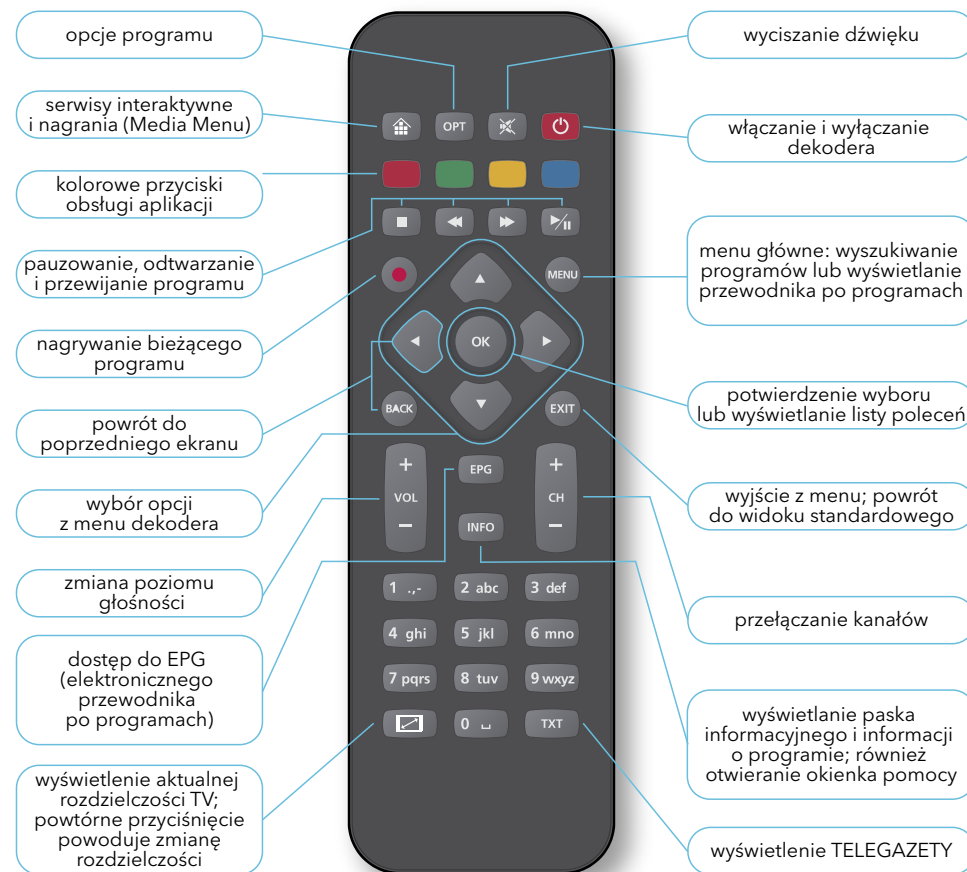 opcje programu
serwisy interaktywne
i nagrania (Media Menu)
kolorowe przyciski
obsługi aplikacji
pauzowanie, odtwarzanie
i przewijanie programu
nagrywanie bieżącego
programu
powrót do
poprzedniego ekranu
wybór opcji
z menu dekodera
zmiana poziomu
głośności
dostęp do EPG
(elektronicznego
przewodnika
po programach)
wyświetlenie aktualnej
rozdzielczości TV;
powtórne przyciśnięcie
powoduje zmianę
rozdzielczości
OPT
MENU
OK
BACK
EXIT
+
VOL
−
EPG
INFO
+
CH
−
1 .,-
2 abc
3 def
4 ghi
5 jkl
6 mno
7 pqrs
8 tuv
9 wxyz
0 ␣
TXT
wyciszanie dźwięku
włączanie i wyłączanie
dekodera
menu główne: wyszukiwanie
programów lub wyświetlanie
przewodnika po programach
potwierdzenie wyboru
lub wyświetlanie listy poleceń
wyjście z menu; powrót
do widoku standardowego
przełączanie kanałów
wyświetlanie paska
informacyjnego i informacji
o programie; również
otwieranie okienka pomocy
wyświetlenie TELEGAZETY